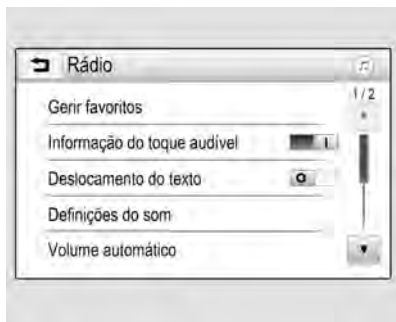 Rádio
1/2
Gerir favoritos
Informação do toque audível
I
Deslocamento do texto
O
Definições do som
Volume automático